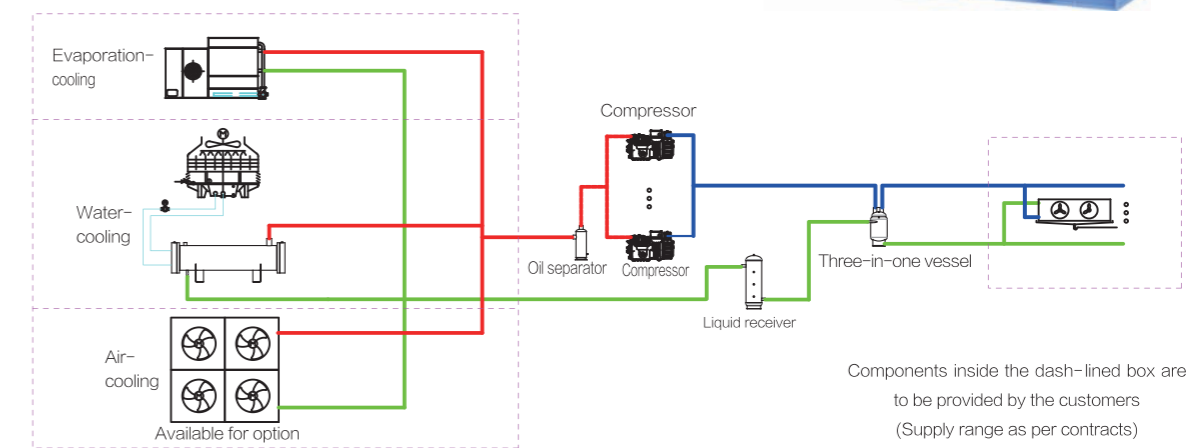 Evaporation-
cooling
Compressor
Water-
cooling
Oil separator
Compressor
Three-in-one vessel
Liquid receiver
Air-
cooling
Available for option
Components inside the dash-lined box are
to be provided by the customers
(Supply range as per contracts)